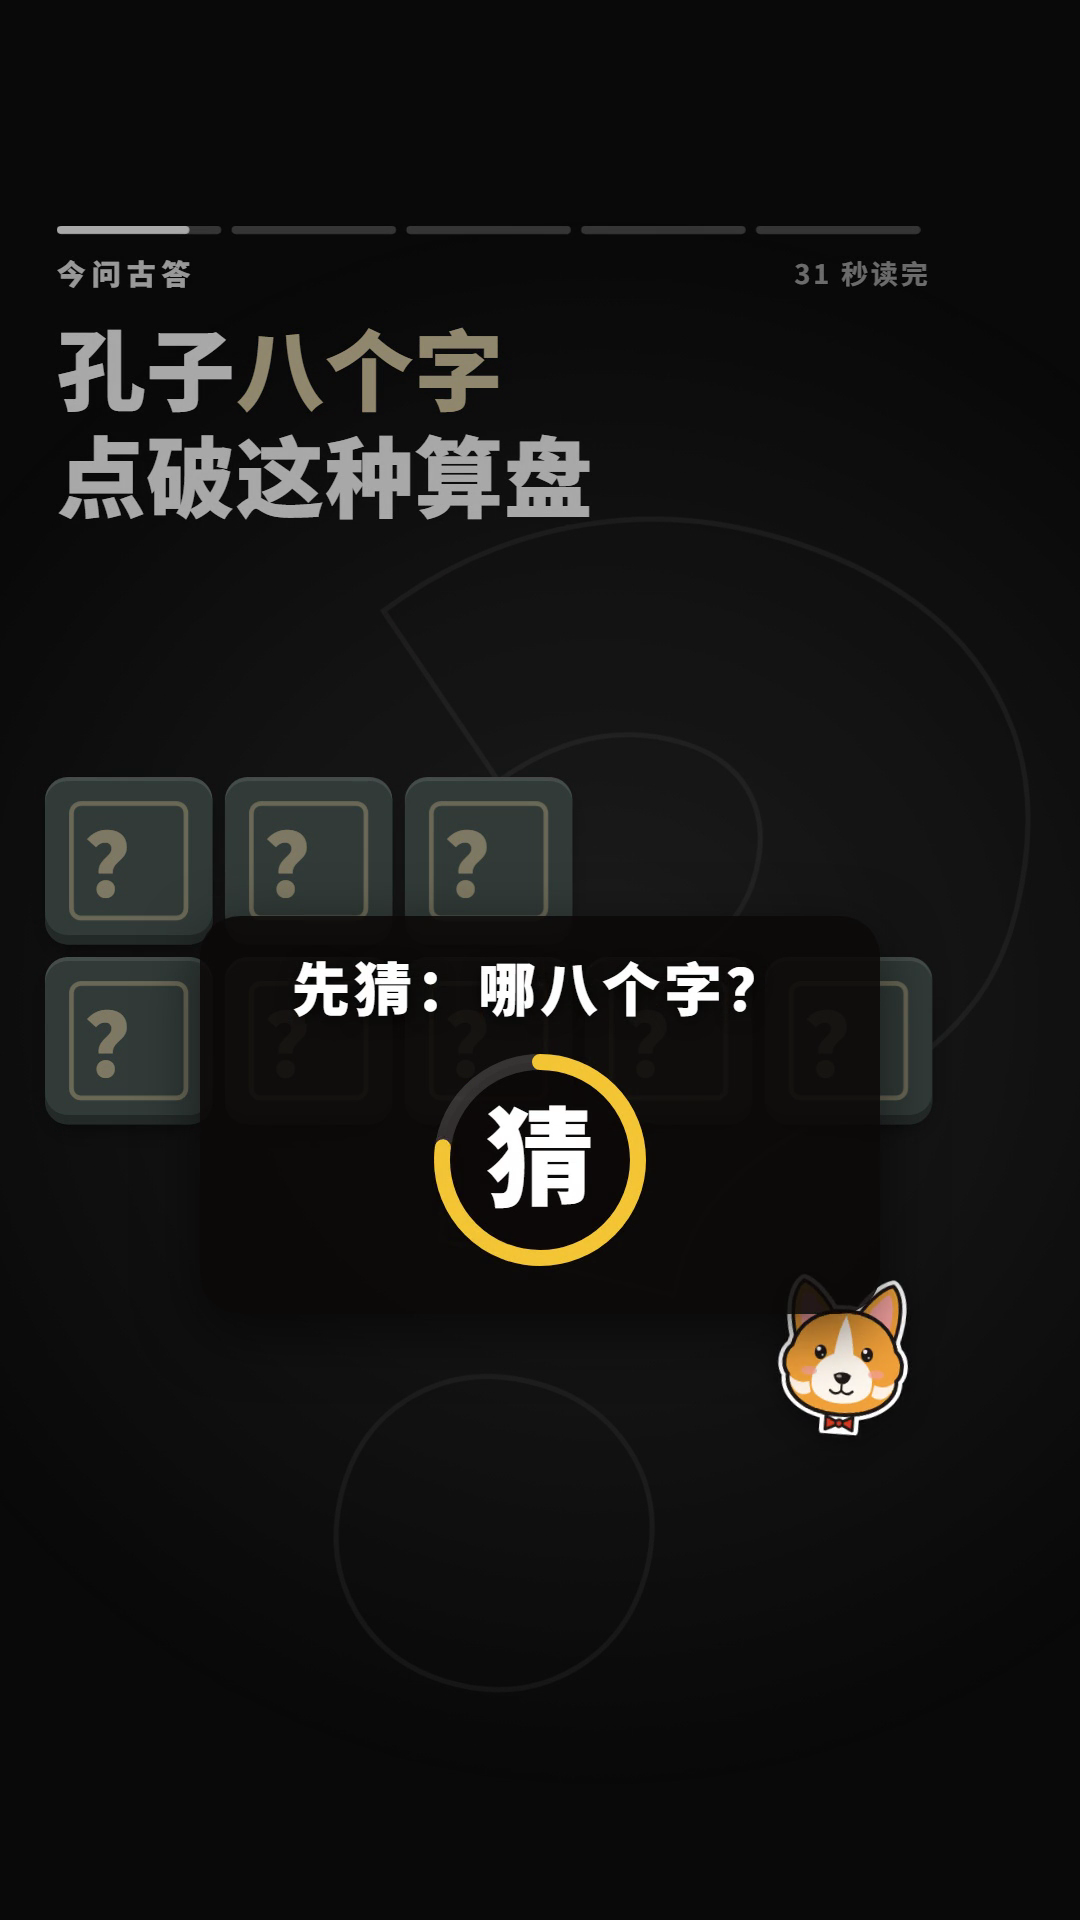 今问古答
31 秒读完
孔子八个字
点破这种算盘
? ? ?
先猜：哪八个字?
? ? ? ? ?
猜